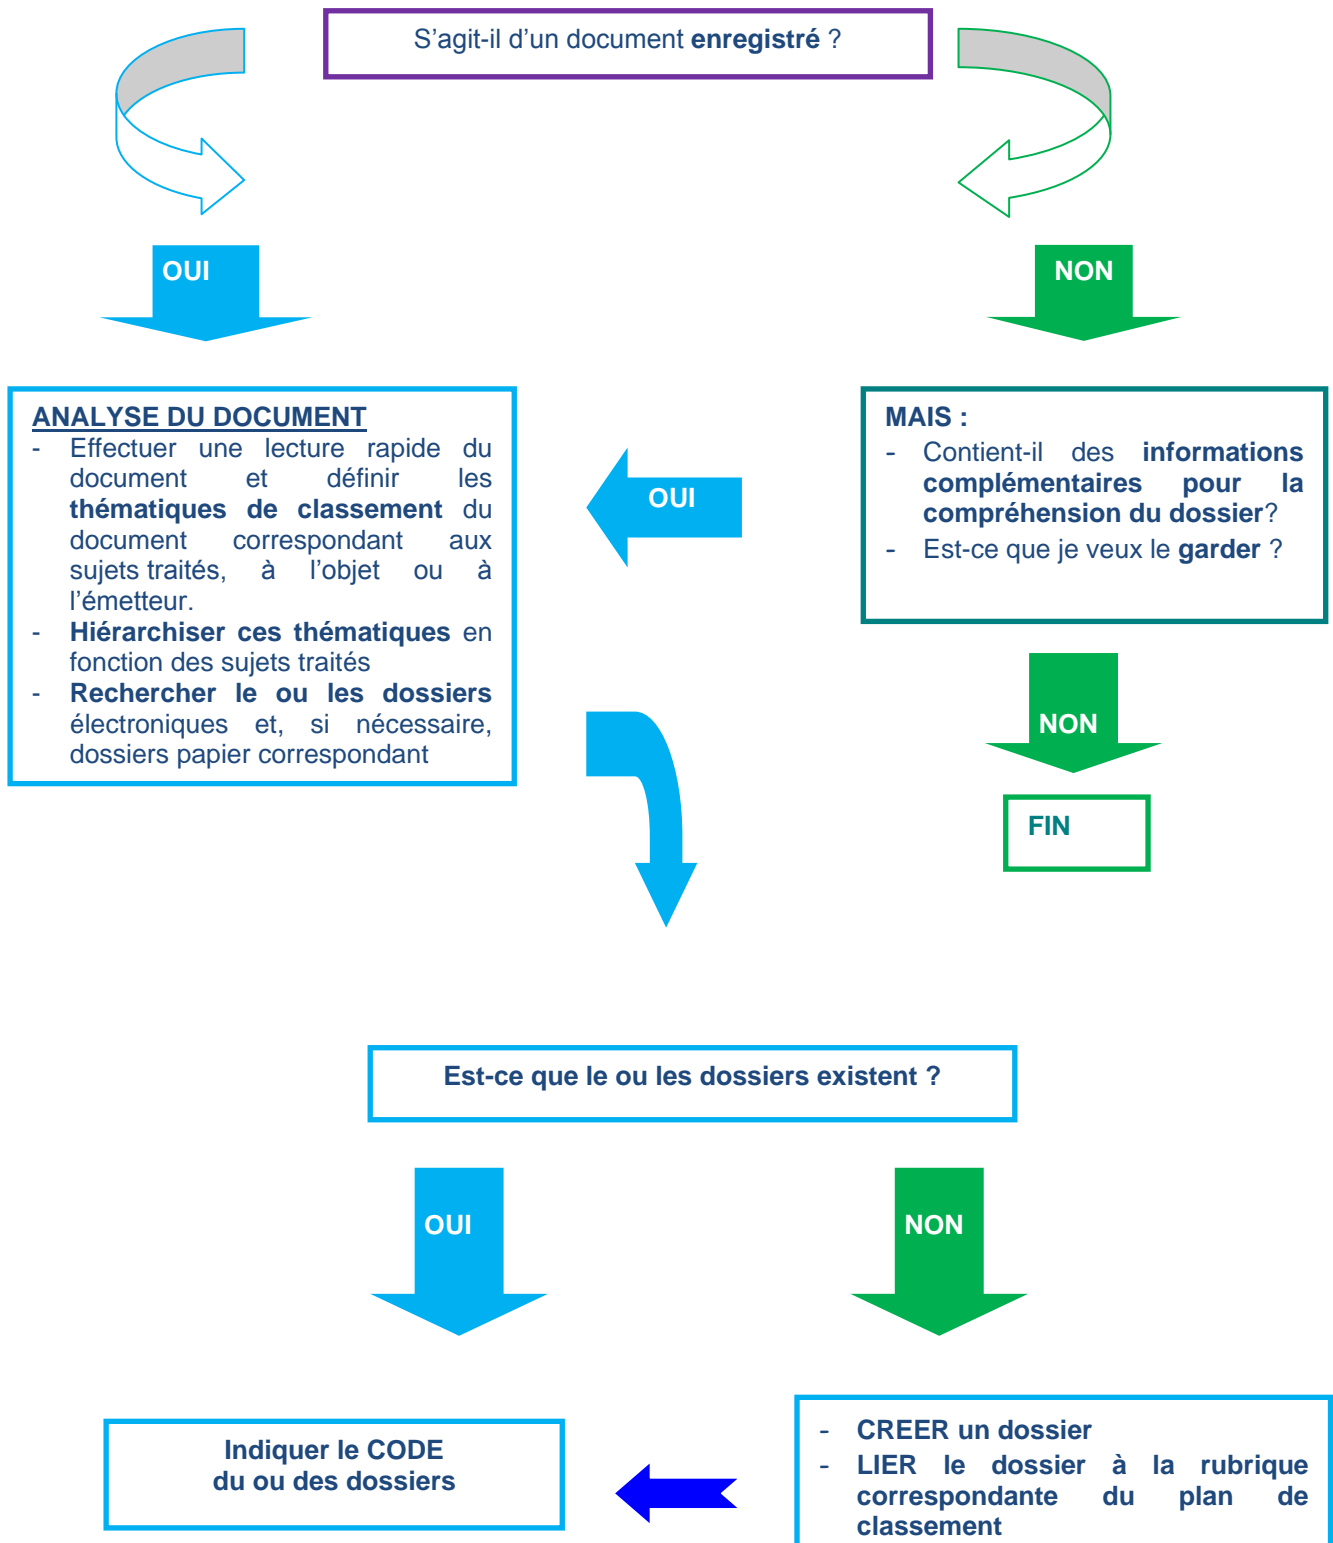 S’agit-il d’un document enregistré ?
OUI
NON
ANALYSE DU DOCUMENT
- Effectuer une lecture rapide du
document et définir les
thématiques de classement du
document correspondant aux
sujets traités, à l’objet ou à
l’émetteur.
- Hiérarchiser ces thématiques en
fonction des sujets traités
- Rechercher le ou les dossiers
électroniques et, si nécessaire,
dossiers papier correspondant
OUI
MAIS :
- Contient-il des informations
complémentaires pour la
compréhension du dossier?
- Est-ce que je veux le garder ?
NON
FIN
Est-ce que le ou les dossiers existent ?
OUI
NON
Indiquer le CODE
du ou des dossiers
- CREER un dossier
- LIER le dossier à la rubrique
correspondante du plan de
classement